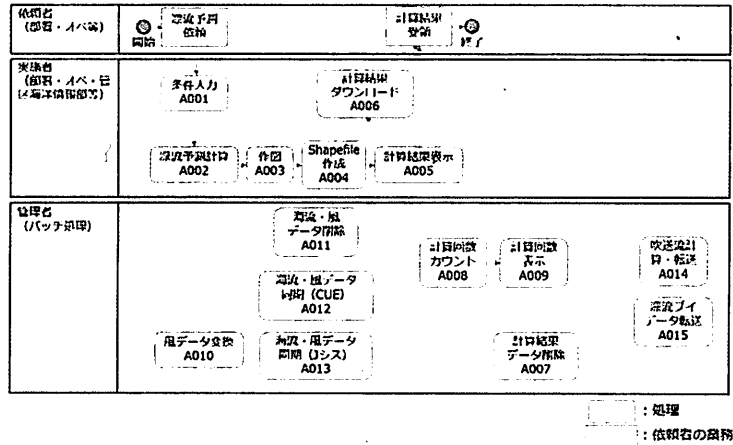 依頼者
(部署・オペ等)
開始
漂流予測
依頼
計算結果
受領
終了
実施者
(部署・オペ・管
区海洋情報部等)
条件入力
A001
計算結果
ダウンロード
A006
漂流予測計算
A002
作図
A003
Shapefile
作成
A004
計算結果表示
A005
管理者
(バッチ処理)
海流・風
データ削除
A011
計算回数
カウント
A008
計算回数
表示
A009
吹送流計
算・転送
A014
海流・風データ
同期 (CUE)
A012
漂流ブイ
データ転送
A015
風データ変換
A010
海流・風データ
同期 (Jシス)
A013
計算結果
データ削除
A007
:処理
:依頼者の業務